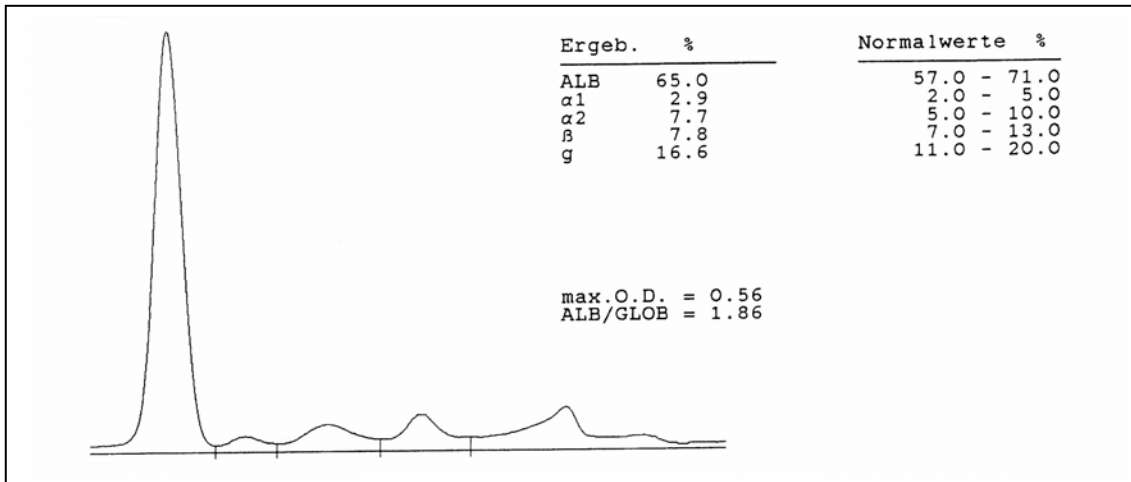 Ergeb. %
ALB 65.0
α1 2.9
α2 7.7
ß 7.8
g 16.6
Normalwerte %
57.0 - 71.0
2.0 - 5.0
5.0 - 10.0
7.0 - 13.0
11.0 - 20.0
max.O.D. = 0.56
ALB/GLOB = 1.86